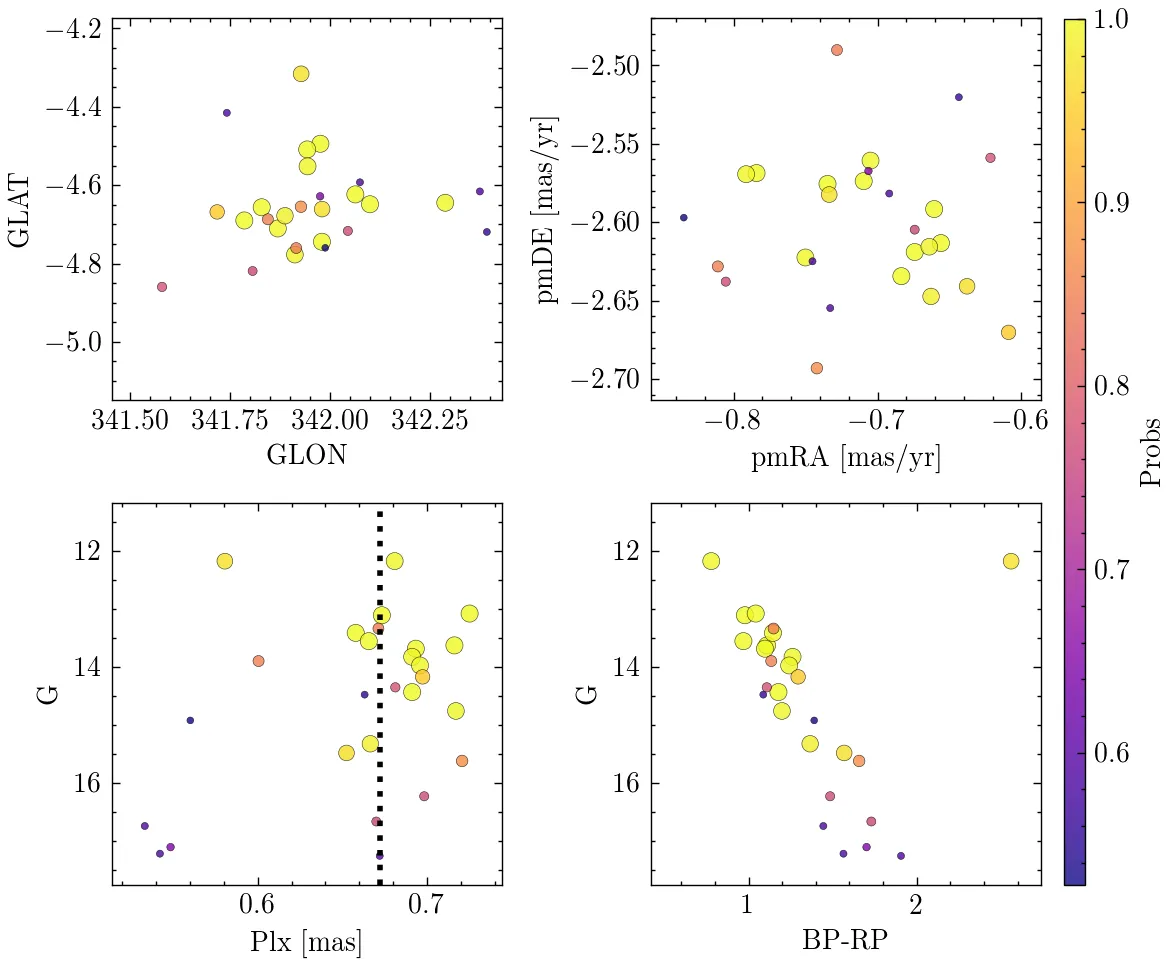 −4.2
−4.4
−4.6
−4.8
−5.0
GLAT
341.50 341.75 342.00 342.25
GLON
−2.50
−2.55
−2.60
−2.65
−2.70
pmDE [mas/yr]
−0.8 −0.7 −0.6
pmRA [mas/yr]
12
14
16
G
0.6 0.7
Plx [mas]
12
14
16
G
1 2
BP-RP
1.0
0.9
0.8
0.7
0.6
Probs